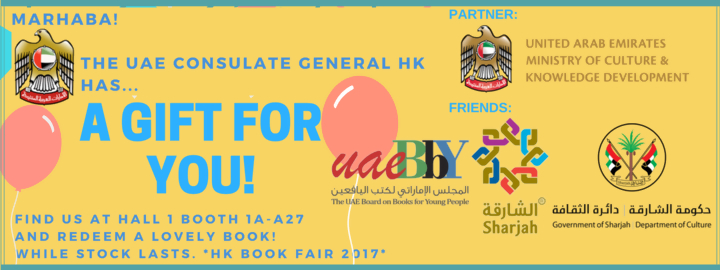 MARHABA!
THE UAE CONSULATE GENERAL HK
HAS...
A GIFT FOR
YOU!
FIND US AT HALL 1 BOOTH 1A-A27
AND REDEEM A LOVELY BOOK!
WHILE STOCK LASTS. *HK BOOK FAIR 2017*
PARTNER:
UNITED ARAB EMIRATES
MINISTRY OF CULTURE &
KNOWLEDGE DEVELOPMENT
FRIENDS:
uaeBbY
المجلس الإماراتي لكتب اليافعين
The UAE Board on Books for Young People
الشارقة
Sharjah
حكومة الشارقة | دائرة الثقافة
Government of Sharjah | Department of Culture